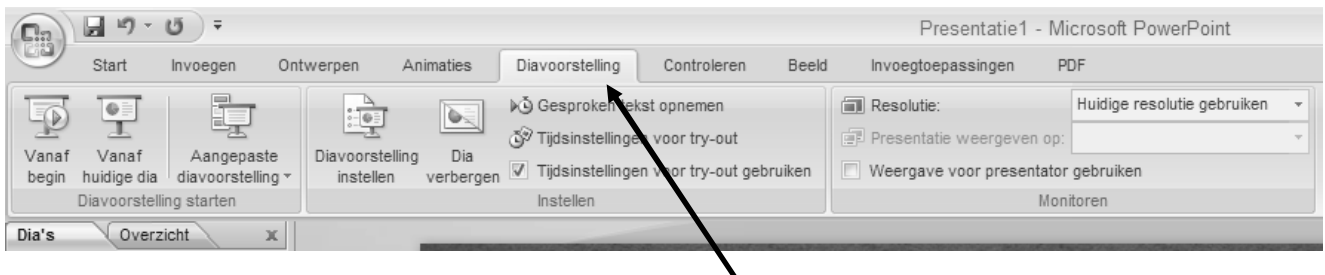 Presentatie1 - Microsoft PowerPoint
Start Invoegen Ontwerpen Animaties Diavoorstelling Controleren Beeld Invoegtoepassingen PDF
Vanaf begin
Vanaf huidige dia
Aangepaste diavoorstelling
Diavoorstelling starten
Diavoorstelling instellen
Dia verbergen
Gesproken tekst opnemen
Tijdsinstellingen voor try-out
Tijdsinstellingen voor try-out gebruiken
Instellen
Resolutie: Huidige resolutie gebruiken
Presentatie weergeven op:
Weergave voor presentator gebruiken
Monitoren
Dia's Overzicht x